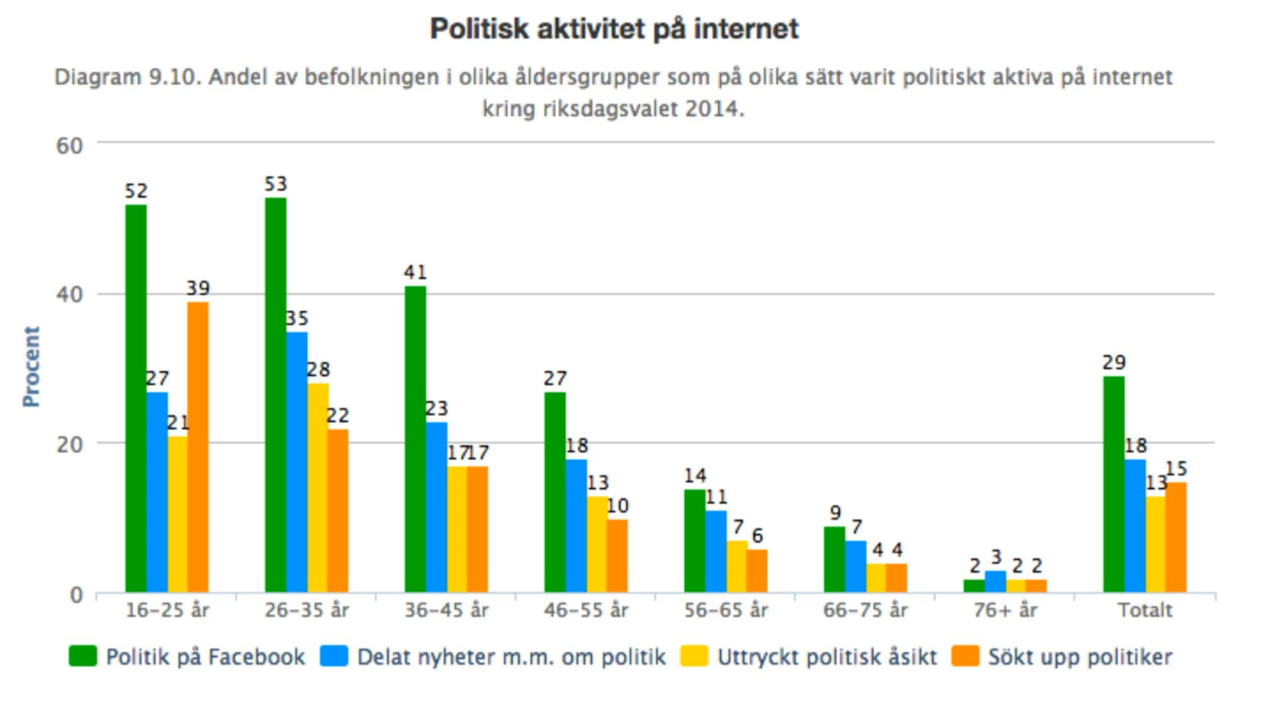 Politisk aktivitet på internet
Diagram 9.10. Andel av befolkningen i olika åldersgrupper som på olika sätt varit politiskt aktiva på internet
kring riksdagsvalet 2014.
Procent
60
40
20
0
52 27 21 39
53 35 28 22
41 23 17 17
27 18 13 10
14 11 7 6
9 7 4 4
2 3 2 2
29 18 13 15
16–25 år 26–35 år 36–45 år 46–55 år 56–65 år 66–75 år 76+ år Totalt
Politik på Facebook Delat nyheter m.m. om politik Uttryckt politisk åsikt Sökt upp politiker